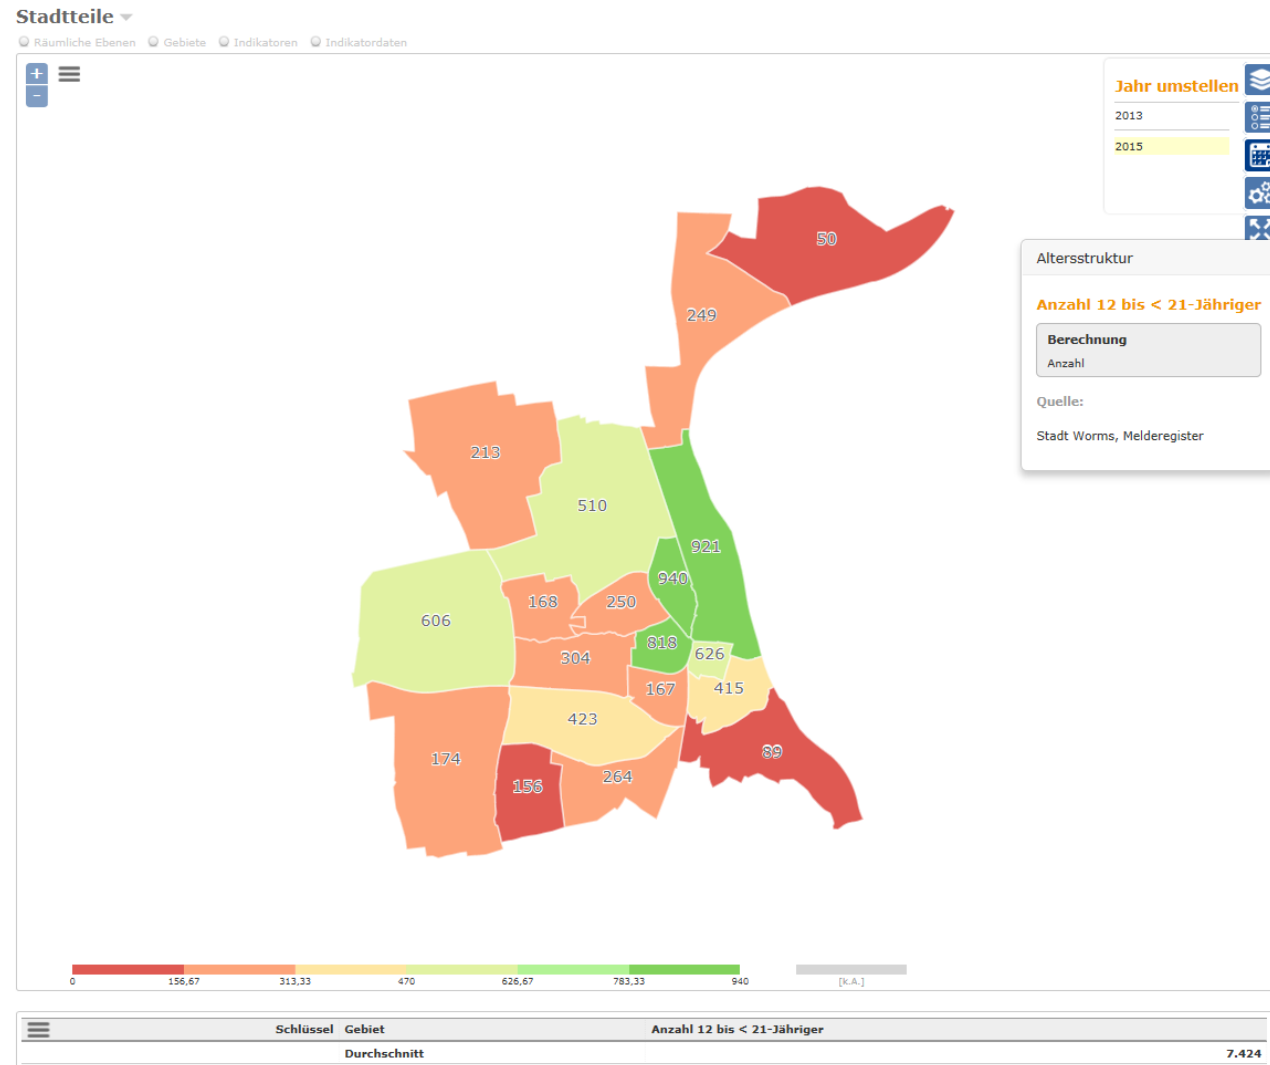 Stadtteile
Räumliche Ebenen Gebiete Indikatoren Indikatordaten
+
-
Jahr umstellen
2013
2015
Altersstruktur
Anzahl 12 bis < 21-Jähriger
Berechnung
Anzahl
Quelle:
Stadt Worms, Melderegister
50
249
213
510
921
940
168
250
606
818
626
304
167
415
423
174
89
156
264
0 156,67 313,33 470 626,67 783,33 940 [k.A.]
Schlüssel Gebiet Anzahl 12 bis < 21-Jähriger
Durchschnitt 7.424